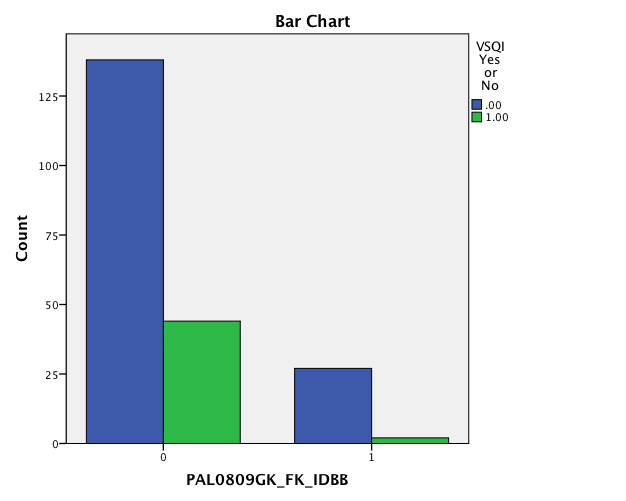 Bar Chart
VSQI
Yes
or
No
.00
1.00
125
100
75
50
25
0
Count
0
1
PAL0809GK_FK_IDBB